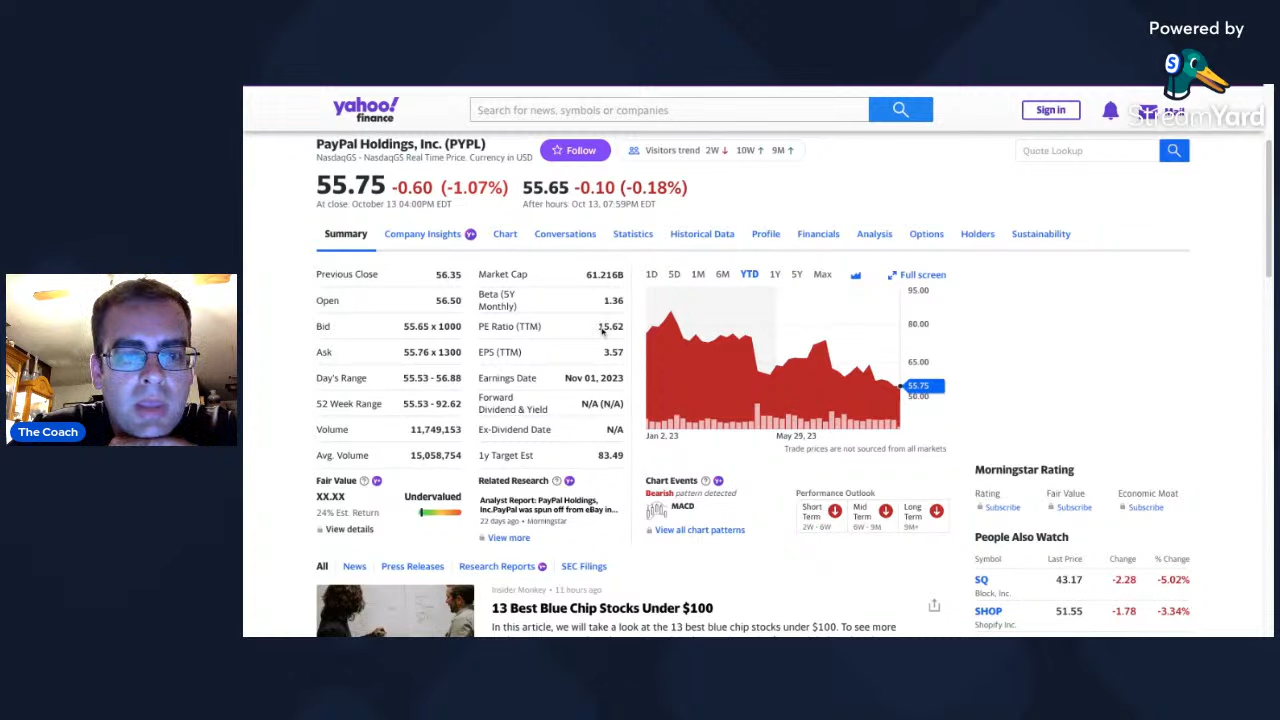 Powered by
S
StreamYard
yahoo!
finance
Search for news, symbols or companies
Sign in
PayPal Holdings, Inc. (PYPL)
NasdaqGS - NasdaqGS Real Time Price. Currency in USD
Follow
Visitors trend 2W 10W 9M
Quote Lookup
55.75 -0.60 (-1.07%) 55.65 -0.10 (-0.18%)
At close: October 13 04:00PM EDT After hours: Oct 13, 07:59PM EDT
Summary Company Insights Chart Conversations Statistics Historical Data Profile Financials Analysis Options Holders Sustainability
Previous Close 56.35
Open 56.50
Bid 55.65 x 1000
Ask 55.76 x 1300
Day's Range 55.53 - 56.88
52 Week Range 55.53 - 92.62
Volume 11,749,153
Avg. Volume 15,058,754
Market Cap 61.216B
Beta (5Y
Monthly) 1.36
PE Ratio (TTM) 15.62
EPS (TTM) 3.57
Earnings Date Nov 01, 2023
Forward
Dividend & Yield N/A (N/A)
Ex-Dividend Date N/A
1y Target Est 83.49
1D 5D 1M 6M YTD 1Y 5Y Max Full screen
95.00
80.00
65.00
55.75
50.00
Jan 2, 23 May 29, 23
Trade prices are not sourced from all markets
Fair Value
XX.XX Undervalued
24% Est. Return
View details
Related Research
Analyst Report: PayPal Holdings,
Inc.PayPal was spun off from eBay in...
22 days ago • Morningstar
View more
Chart Events
Bearish pattern detected
MACD
View all chart patterns
Performance Outlook
Short
Term
2W - 6W
Mid
Term
6W - 9M
Long
Term
9M+
Morningstar Rating
Rating Fair Value Economic Moat
Subscribe Subscribe Subscribe
People Also Watch
Symbol Last Price Change % Change
SQ 43.17 -2.28 -5.02%
Block, Inc.
SHOP 51.55 -1.78 -3.34%
Shopify Inc.
All News Press Releases Research Reports SEC Filings
Insider Monkey • 11 hours ago
13 Best Blue Chip Stocks Under $100
In this article, we will take a look at the 13 best blue chip stocks under $100. To see more
The Coach